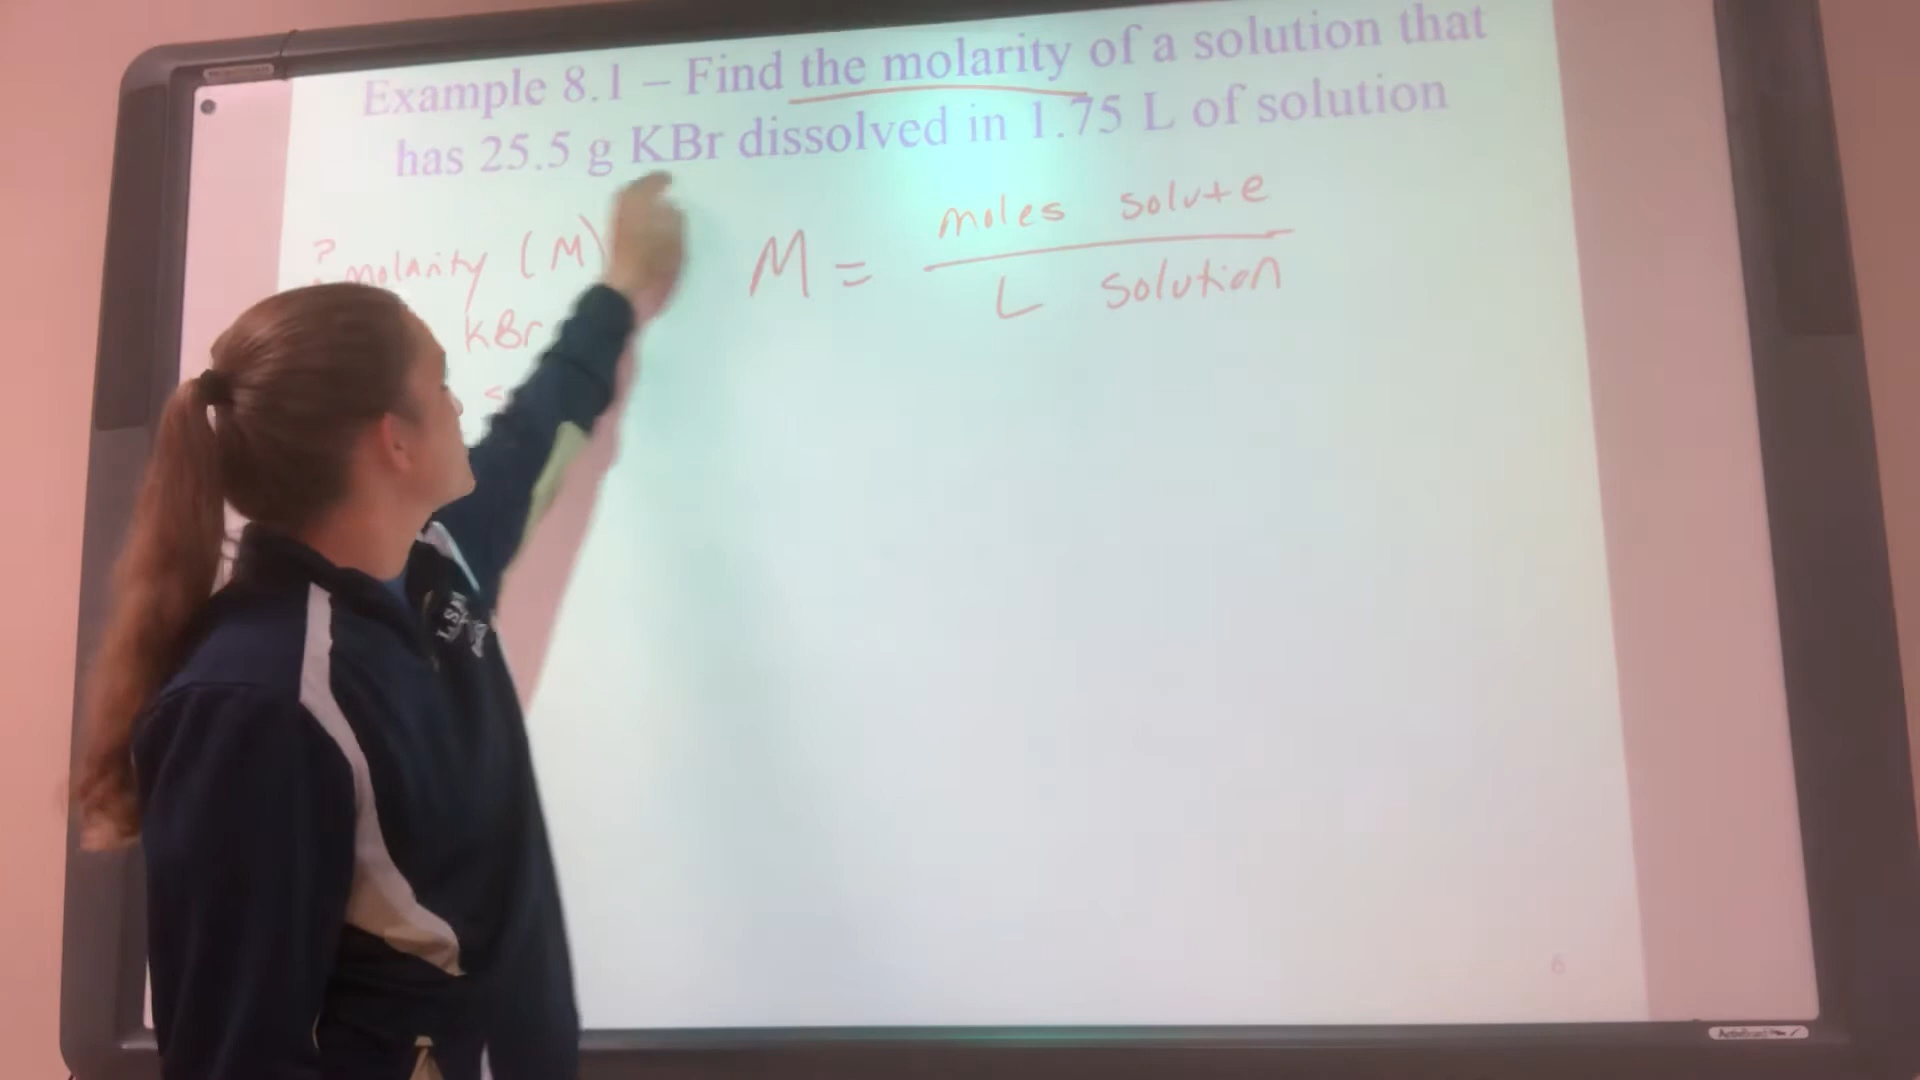 Example 8.1 – Find the molarity of a solution that
has 25.5 g KBr dissolved in 1.75 L of solution
? molarity (M)
KBr
M = moles solute
L solution